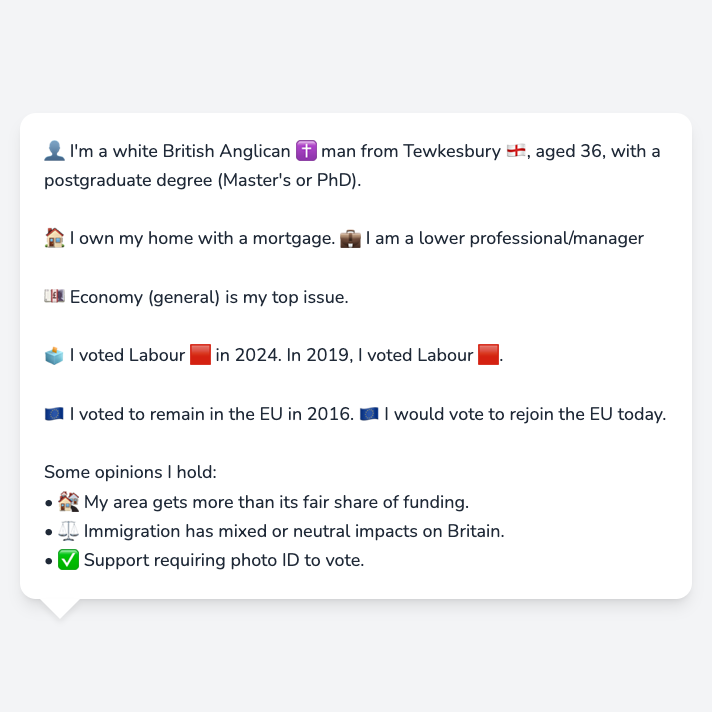 👤 I'm a white British Anglican ✝️ man from Tewkesbury 🏴󠁧󠁢󠁥󠁮󠁧󠁿, aged 36, with a
postgraduate degree (Master's or PhD).
🏠 I own my home with a mortgage. 💼 I am a lower professional/manager
💷 Economy (general) is my top issue.
🗳️ I voted Labour 🟥 in 2024. In 2019, I voted Labour 🟥.
🇪🇺 I voted to remain in the EU in 2016. 🇪🇺 I would vote to rejoin the EU today.
Some opinions I hold:
• 🏘️ My area gets more than its fair share of funding.
• ⚖️ Immigration has mixed or neutral impacts on Britain.
• ✅ Support requiring photo ID to vote.